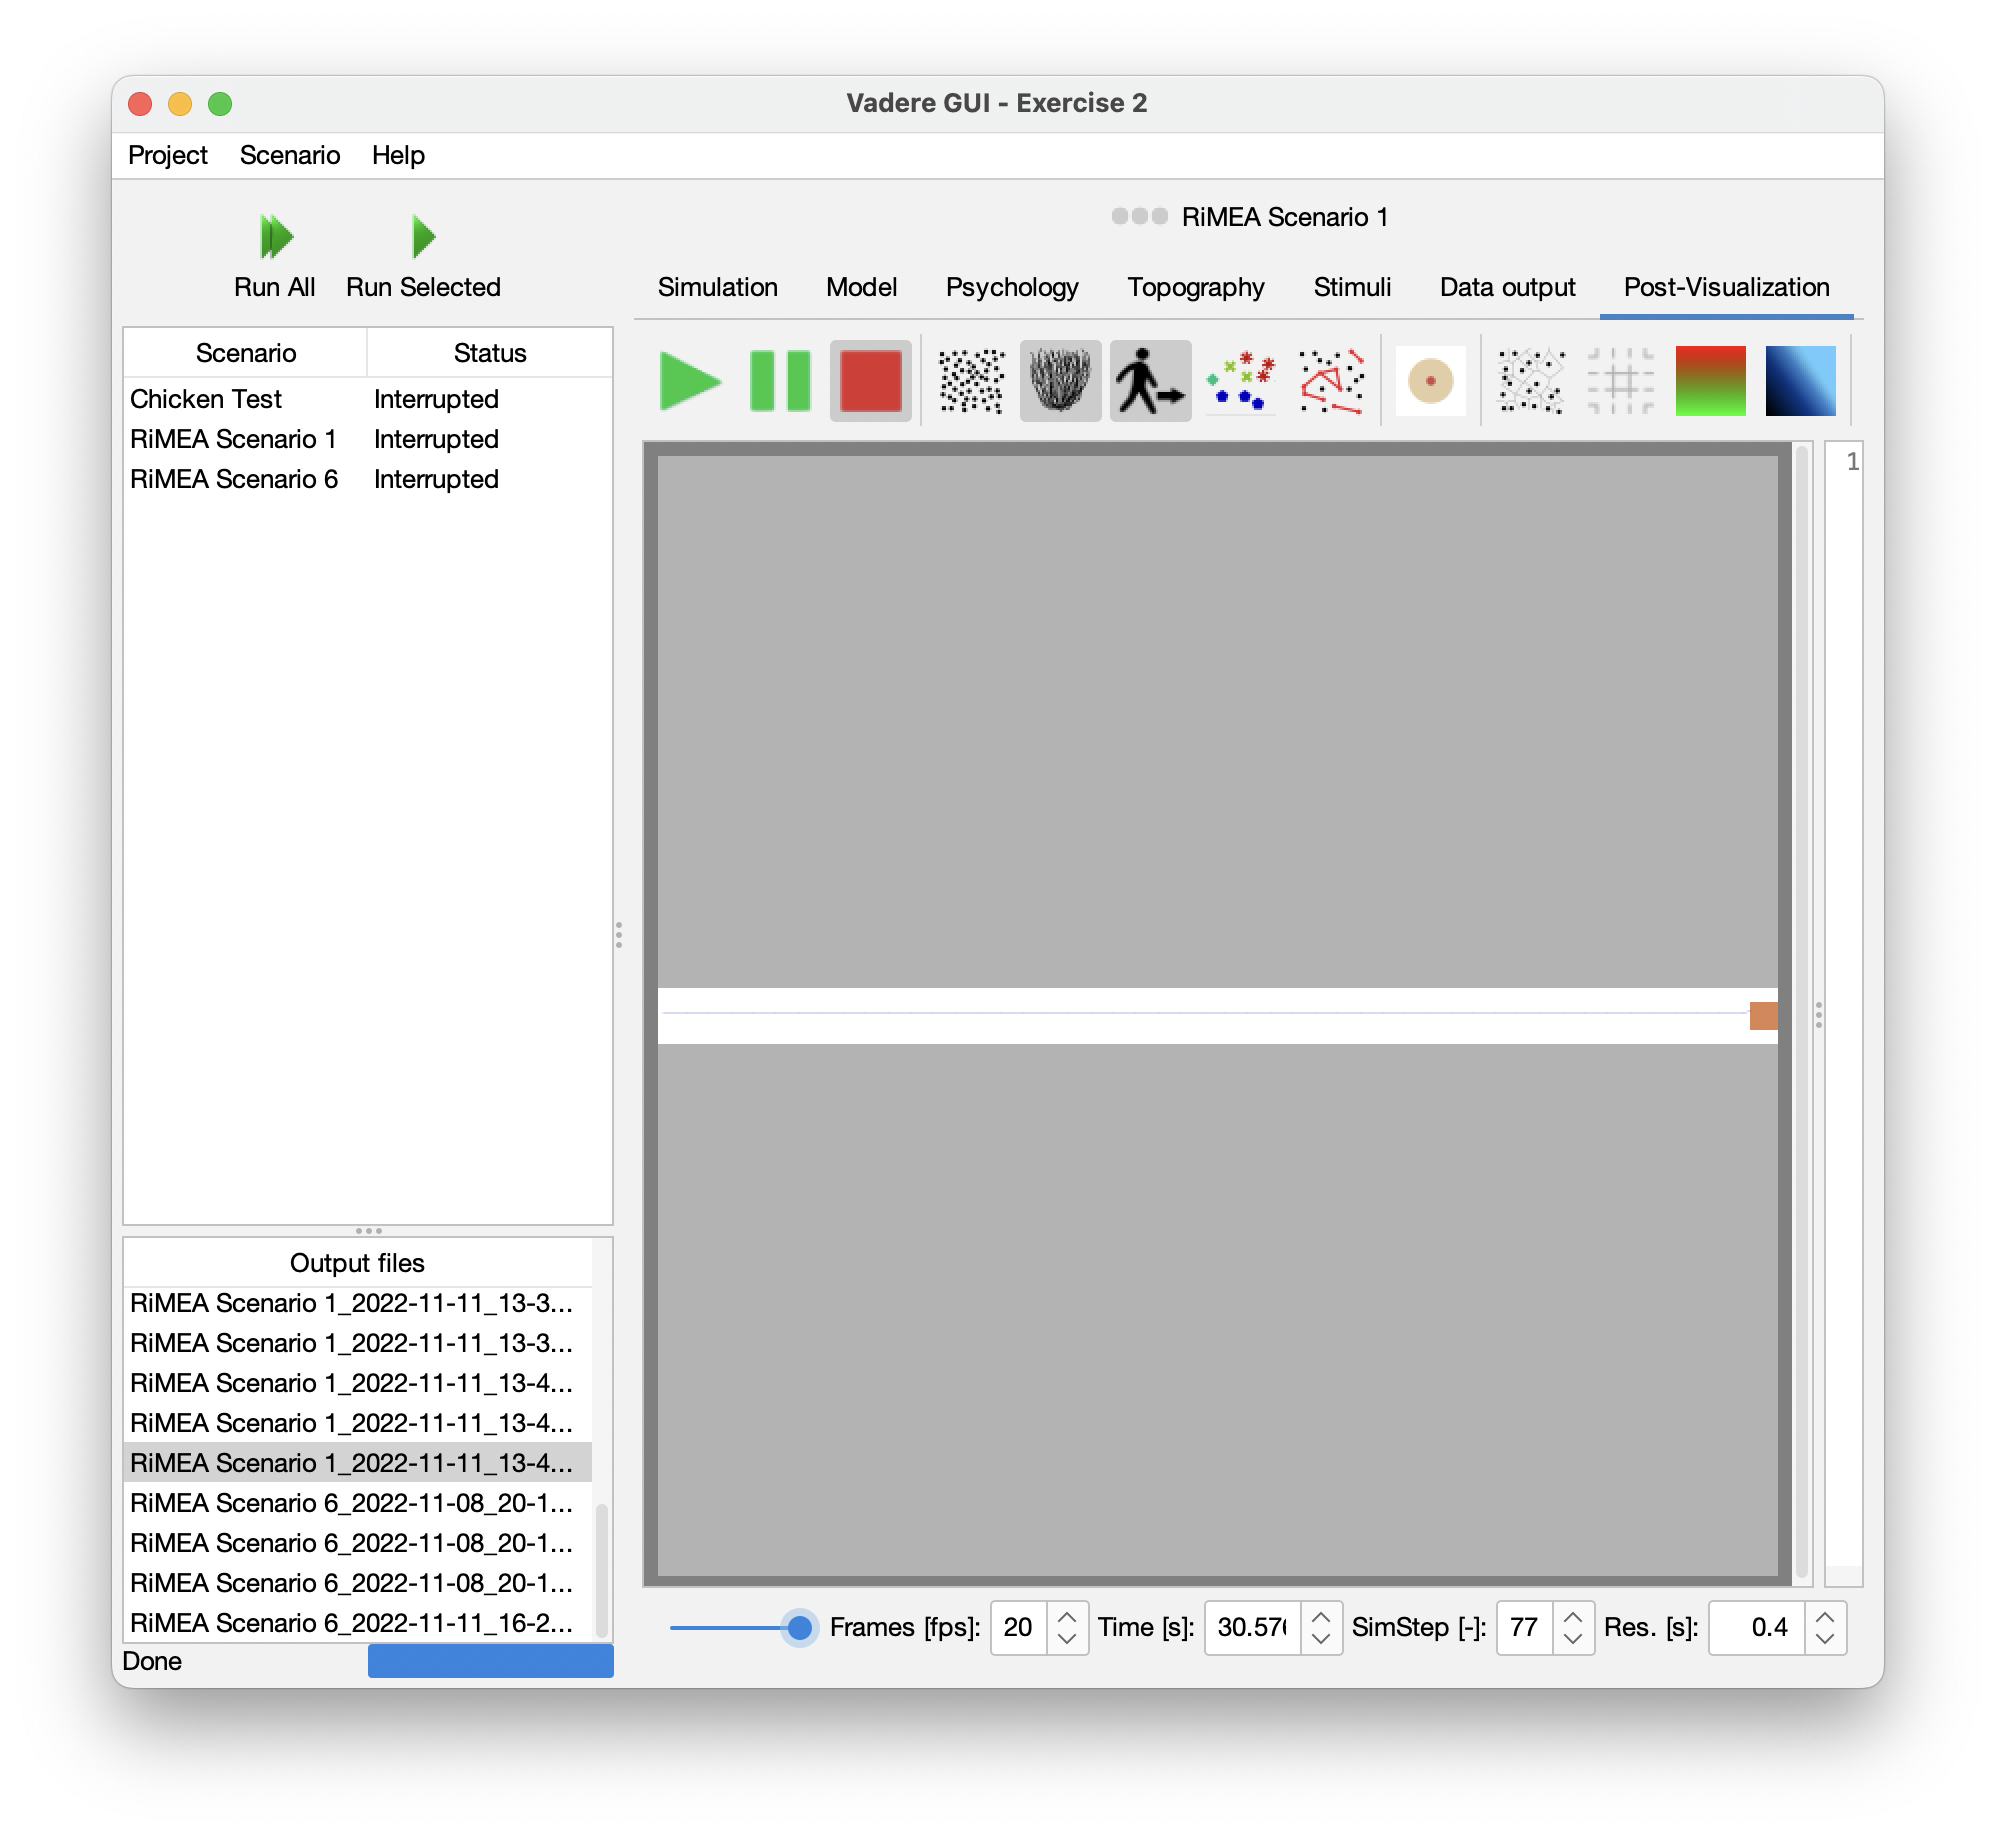 Vadere GUI - Exercise 2
Project Scenario Help
Run All Run Selected
RiMEA Scenario 1
Simulation Model Psychology Topography Stimuli Data output Post-Visualization
Scenario Status
Chicken Test Interrupted
RiMEA Scenario 1 Interrupted
RiMEA Scenario 6 Interrupted
1
Output files
RiMEA Scenario 1_2022-11-11_13-3...
RiMEA Scenario 1_2022-11-11_13-3...
RiMEA Scenario 1_2022-11-11_13-4...
RiMEA Scenario 1_2022-11-11_13-4...
RiMEA Scenario 1_2022-11-11_13-4...
RiMEA Scenario 6_2022-11-08_20-1...
RiMEA Scenario 6_2022-11-08_20-1...
RiMEA Scenario 6_2022-11-08_20-1...
RiMEA Scenario 6_2022-11-11_16-2...
Done
Frames [fps]: 20 Time [s]: 30.57 SimStep [-]: 77 Res. [s]: 0.4